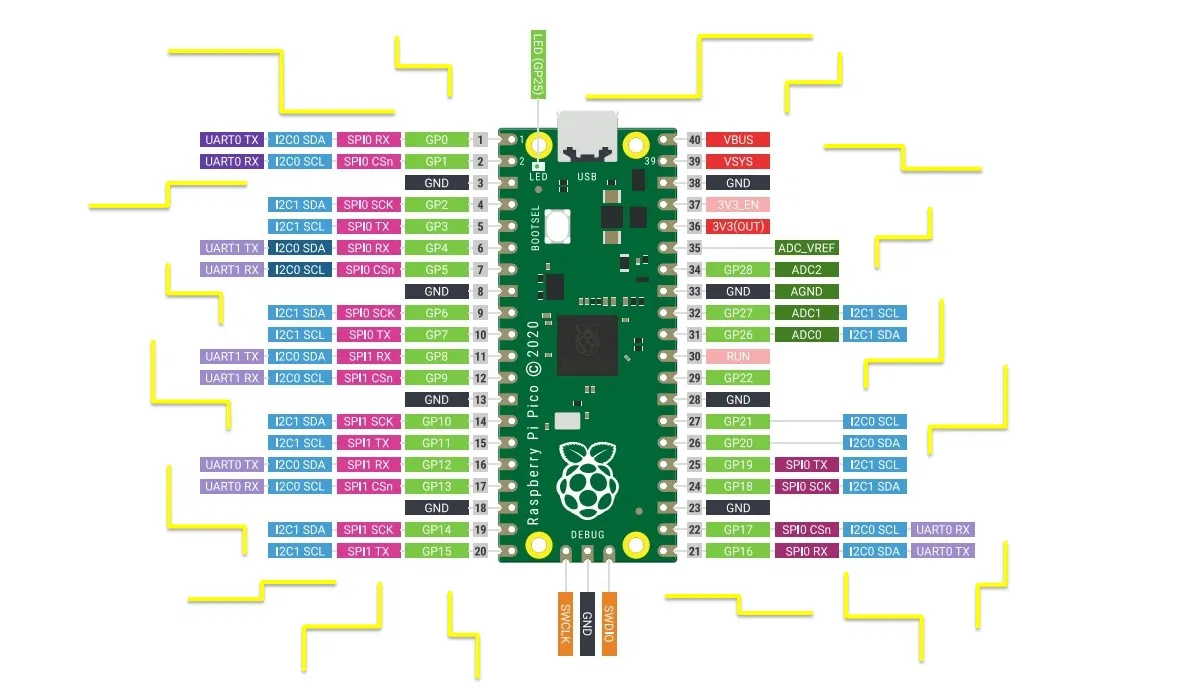 LED (GP25)
UART0 TX I2C0 SDA SPI0 RX GP0 1 1 40 VBUS
UART0 RX I2C0 SCL SPI0 CSn GP1 2 2 39 39 VSYS
LED USB
GND 3 38 GND
I2C1 SDA SPI0 SCK GP2 4 37 3V3_EN
BOOTSEL
I2C1 SCL SPI0 TX GP3 5 36 3V3(OUT)
UART1 TX I2C0 SDA SPI0 RX GP4 6 35 ADC_VREF
UART1 RX I2C0 SCL SPI0 CSn GP5 7 34 GP28 ADC2
GND 8 33 GND AGND
I2C1 SDA SPI0 SCK GP6 9 32 GP27 ADC1 I2C1 SCL
I2C1 SCL SPI0 TX GP7 10 31 GP26 ADC0 I2C1 SDA
UART1 TX I2C0 SDA SPI1 RX GP8 11 30 RUN
UART1 RX I2C0 SCL SPI1 CSn GP9 12 29 GP22
GND 13 28 GND
Raspberry Pi Pico ©2020
I2C1 SDA SPI1 SCK GP10 14 27 GP21 I2C0 SCL
I2C1 SCL SPI1 TX GP11 15 26 GP20 I2C0 SDA
UART0 TX I2C0 SDA SPI1 RX GP12 16 25 GP19 SPI0 TX I2C1 SCL
UART0 RX I2C0 SCL SPI1 CSn GP13 17 24 GP18 SPI0 SCK I2C1 SDA
GND 18 23 GND
I2C1 SDA SPI1 SCK GP14 19 22 GP17 SPI0 CSn I2C0 SCL UART0 RX
DEBUG
I2C1 SCL SPI1 TX GP15 20 21 GP16 SPI0 RX I2C0 SDA UART0 TX
SWCLK GND SWDIO